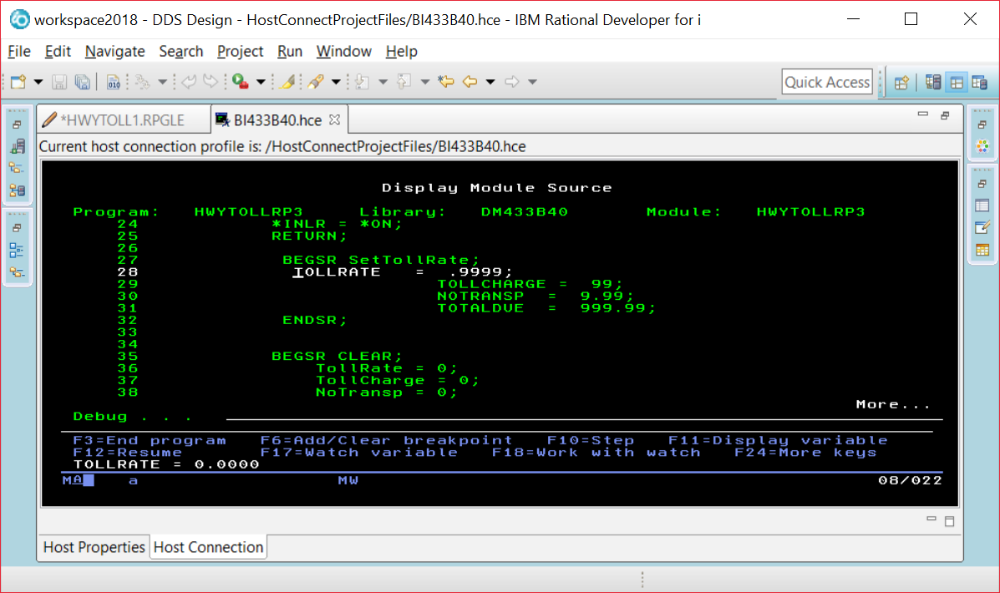 workspace2018 - DDS Design - HostConnectProjectFiles/BI433B40.hce - IBM Rational Developer for i
File Edit Navigate Search Project Run Window Help
010
Quick Access
*HWYTOLL1.RPGLE BI433B40.hce
Current host connection profile is: /HostConnectProjectFiles/BI433B40.hce
Display Module Source
Program: HWYTOLLRP3 Library: DM433B40 Module: HWYTOLLRP3
24 *INLR = *ON;
25 RETURN;
26
27 BEGSR SetTollRate;
28 TOLLRATE = .9999;
29 TOLLCHARGE = 99;
30 NOTRANSP = 9.99;
31 TOTALDUE = 999.99;
32 ENDSR;
33
34
35 BEGSR CLEAR;
36 TollRate = 0;
37 TollCharge = 0;
38 NoTransp = 0;
More...
Debug . . .
F3=End program F6=Add/Clear breakpoint F10=Step F11=Display variable
F12=Resume F17=Watch variable F18=Work with watch F24=More keys
TOLLRATE = 0.0000
MA a MW 08/022
Host Properties Host Connection